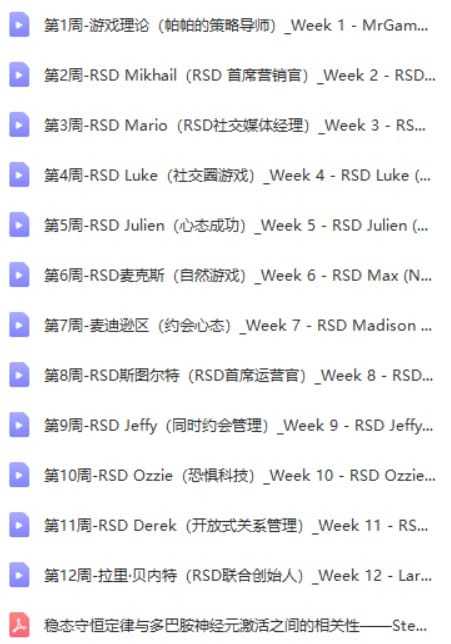 第1周-游戏理论（帕帕的策略导师）_Week 1 - MrGam...
第2周-RSD Mikhail（RSD 首席营销官）_Week 2 - RSD...
第3周-RSD Mario（RSD社交媒体经理）_Week 3 - RS...
第4周-RSD Luke（社交圈游戏）_Week 4 - RSD Luke (...
第5周-RSD Julien（心态成功）_Week 5 - RSD Julien (...
第6周-RSD麦克斯（自然游戏）_Week 6 - RSD Max (N...
第7周-麦迪逊区（约会心态）_Week 7 - RSD Madison ...
第8周-RSD斯图尔特（RSD首席运营官）_Week 8 - RSD...
第9周-RSD Jeffy（同时约会管理）_Week 9 - RSD Jeffy...
第10周-RSD Ozzie（恐惧科技）_Week 10 - RSD Ozzie...
第11周-RSD Derek（开放式关系管理）_Week 11 - RS...
第12周-拉里·贝内特（RSD联合创始人）_Week 12 - Lar...
稳态守恒定律与多巴胺神经元激活之间的相关性——Ste...